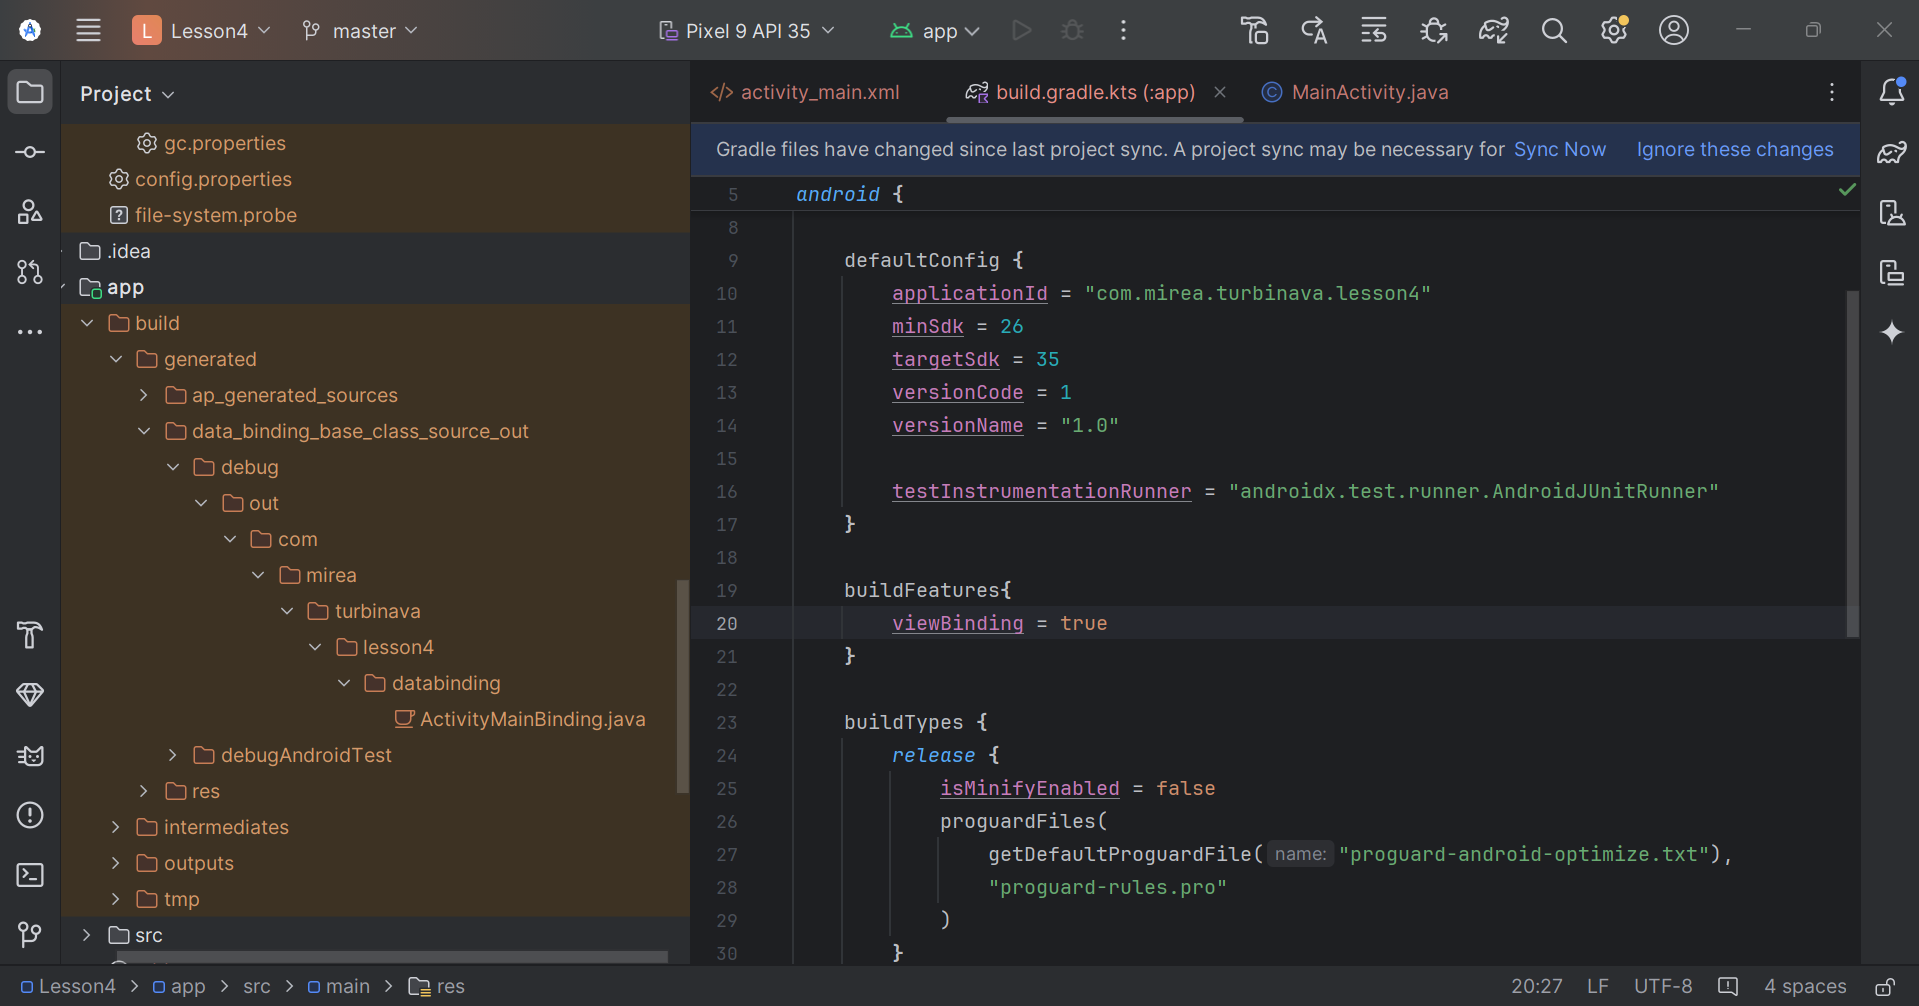 L Lesson4 master Pixel 9 API 35 app
Project
gc.properties
config.properties
file-system.probe
.idea
app
build
generated
ap_generated_sources
data_binding_base_class_source_out
debug
out
com
mirea
turbinava
lesson4
databinding
ActivityMainBinding.java
debugAndroidTest
res
intermediates
outputs
tmp
src
activity_main.xml build.gradle.kts (:app) MainActivity.java
Gradle files have changed since last project sync. A project sync may be necessary for Sync Now Ignore these changes
5 android {
8
9 defaultConfig {
10 applicationId = "com.mirea.turbinava.lesson4"
11 minSdk = 26
12 targetSdk = 35
13 versionCode = 1
14 versionName = "1.0"
15
16 testInstrumentationRunner = "androidx.test.runner.AndroidJUnitRunner"
17 }
18
19 buildFeatures{
20 viewBinding = true
21 }
22
23 buildTypes {
24 release {
25 isMinifyEnabled = false
26 proguardFiles(
27 getDefaultProguardFile( name: "proguard-android-optimize.txt"),
28 "proguard-rules.pro"
29 )
30 }
Lesson4 > app > src > main > res 20:27 LF UTF-8 4 spaces